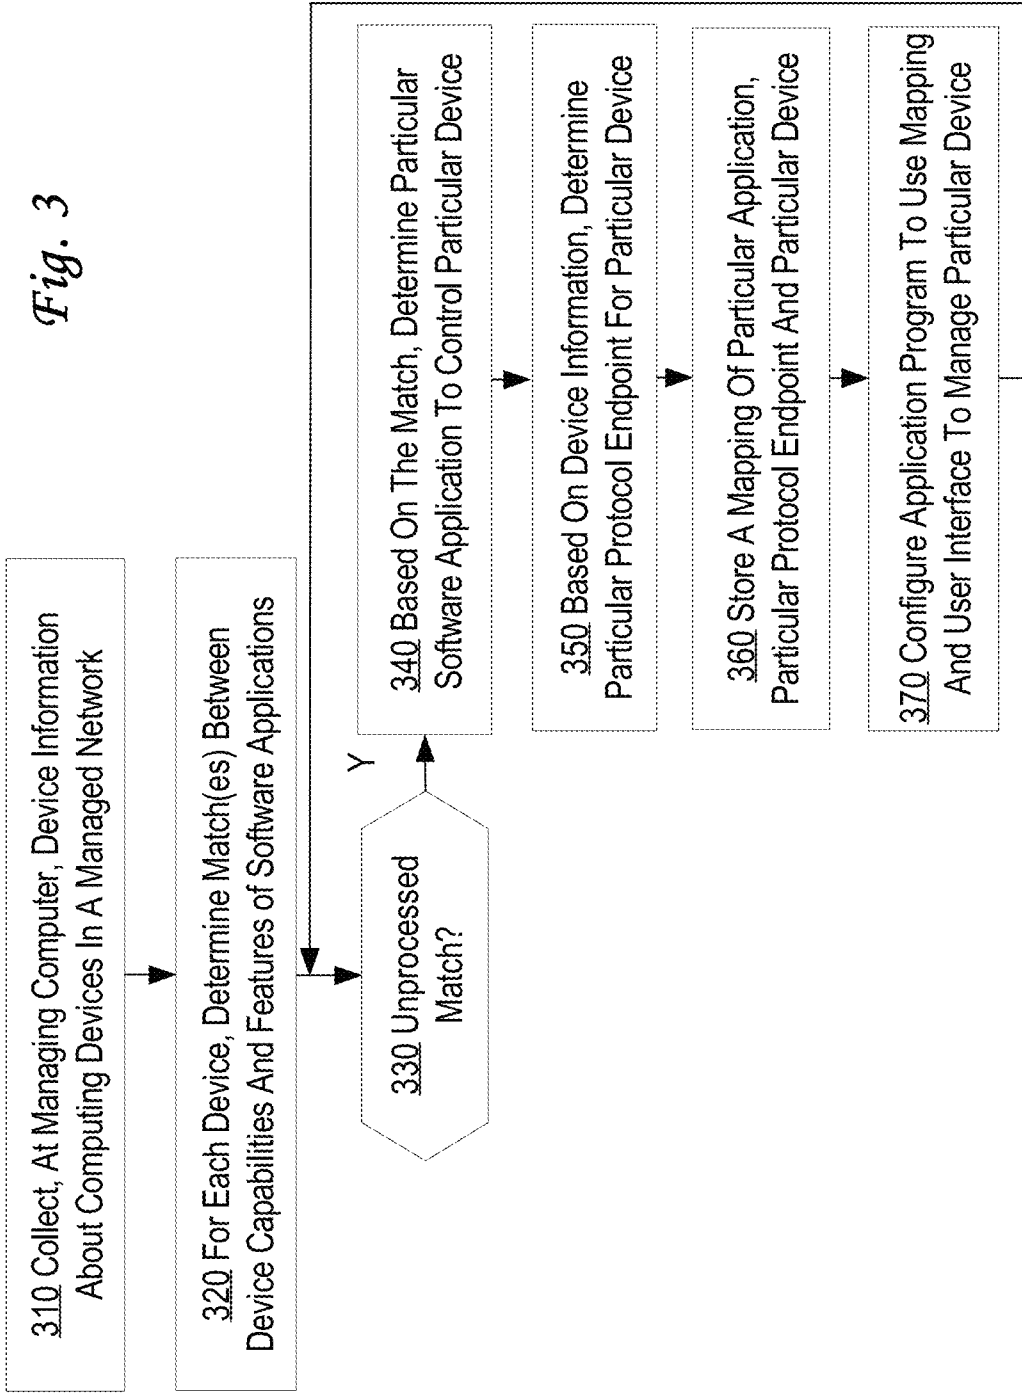 Fig. 3
310 Collect, At Managing Computer, Device Information
About Computing Devices In A Managed Network
320 For Each Device, Determine Match(es) Between
Device Capabilities And Features of Software Applications
330 Unprocessed
Match?
Y
340 Based On The Match, Determine Particular
Software Application To Control Particular Device
350 Based On Device Information, Determine
Particular Protocol Endpoint For Particular Device
360 Store A Mapping Of Particular Application,
Particular Protocol Endpoint And Particular Device
370 Configure Application Program To Use Mapping
And User Interface To Manage Particular Device